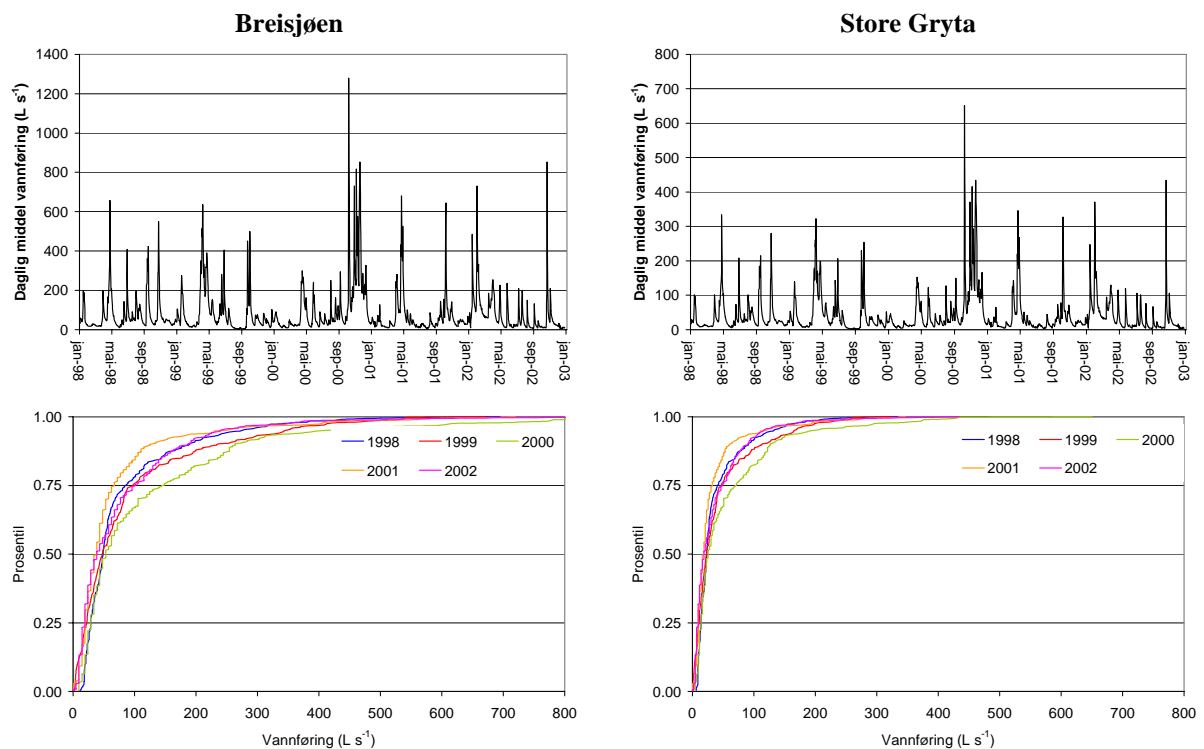 Breisjøen
Store Gryta
Daglig middel vannføring (L s-1)
1400
1200
1000
800
600
400
200
0
jan-98
mai-98
sep-98
jan-99
mai-99
sep-99
jan-00
mai-00
sep-00
jan-01
mai-01
sep-01
jan-02
mai-02
sep-02
jan-03
Daglig middel vannføring (L s-1)
800
700
600
500
400
300
200
100
0
jan-98
mai-98
sep-98
jan-99
mai-99
sep-99
jan-00
mai-00
sep-00
jan-01
mai-01
sep-01
jan-02
mai-02
sep-02
jan-03
Prosentil
1.00
0.75
0.50
0.25
0.00
1998 1999 2000
2001 2002
0 100 200 300 400 500 600 700 800
Vannføring (L s-1)
Prosentil
1.00
0.75
0.50
0.25
0.00
1998 1999 2000
2001 2002
0 100 200 300 400 500 600 700 800
Vannføring (L s-1)